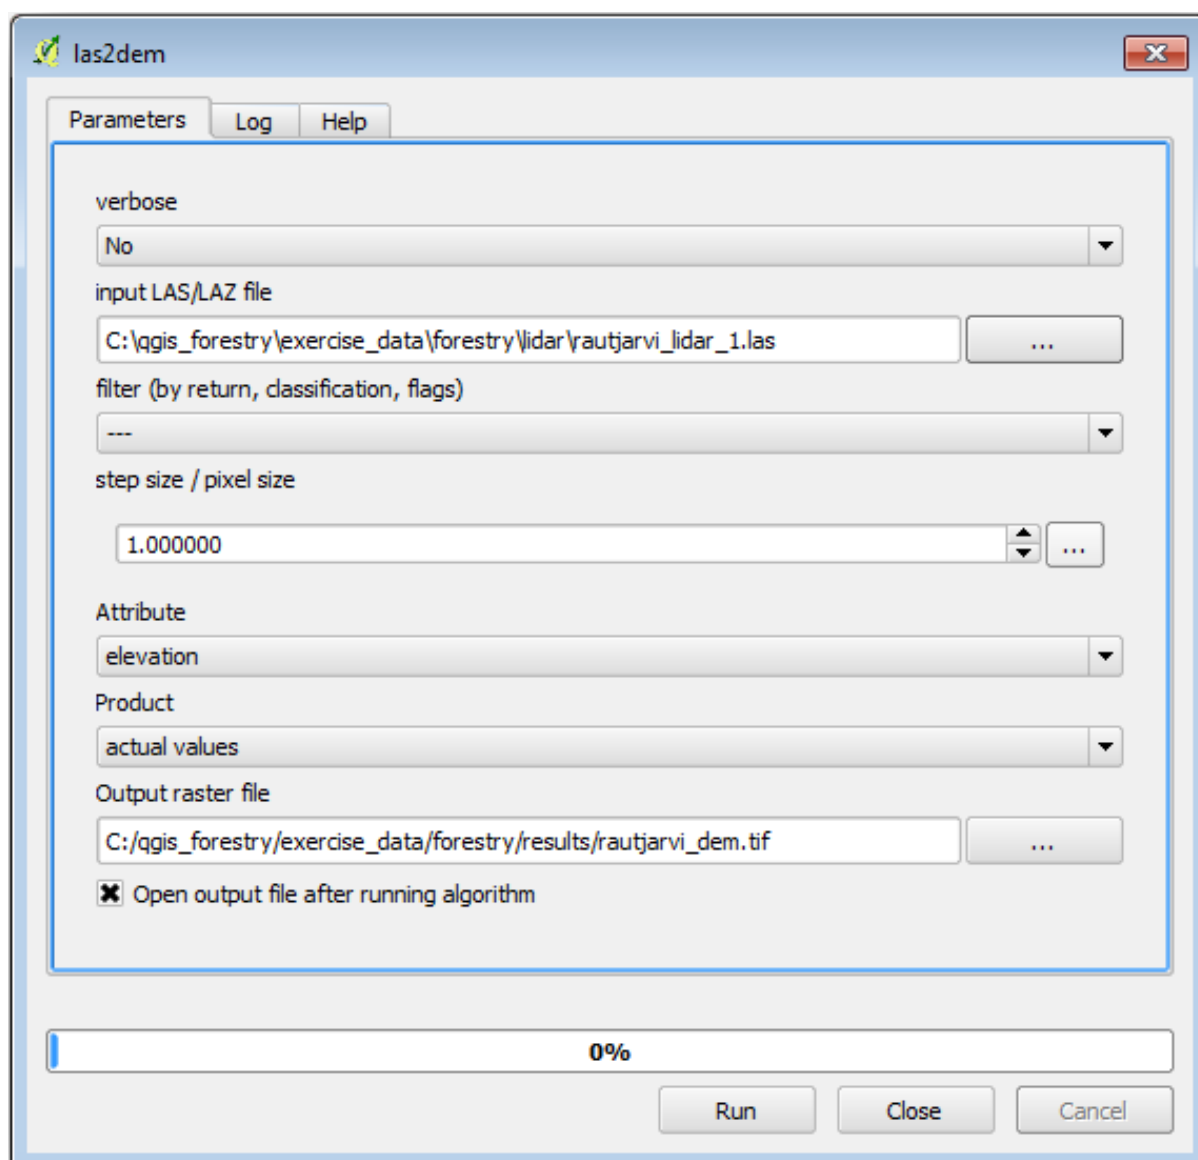 las2dem
Parameters Log Help
verbose
No
input LAS/LAZ file
C:\qgis_forestry\exercise_data\forestry\lidar\rautjarvi_lidar_1.las ...
filter (by return, classification, flags)
---
step size / pixel size
1.000000 ...
Attribute
elevation
Product
actual values
Output raster file
C:/qgis_forestry/exercise_data/forestry/results/rautjarvi_dem.tif ...
Open output file after running algorithm
0%
Run Close Cancel